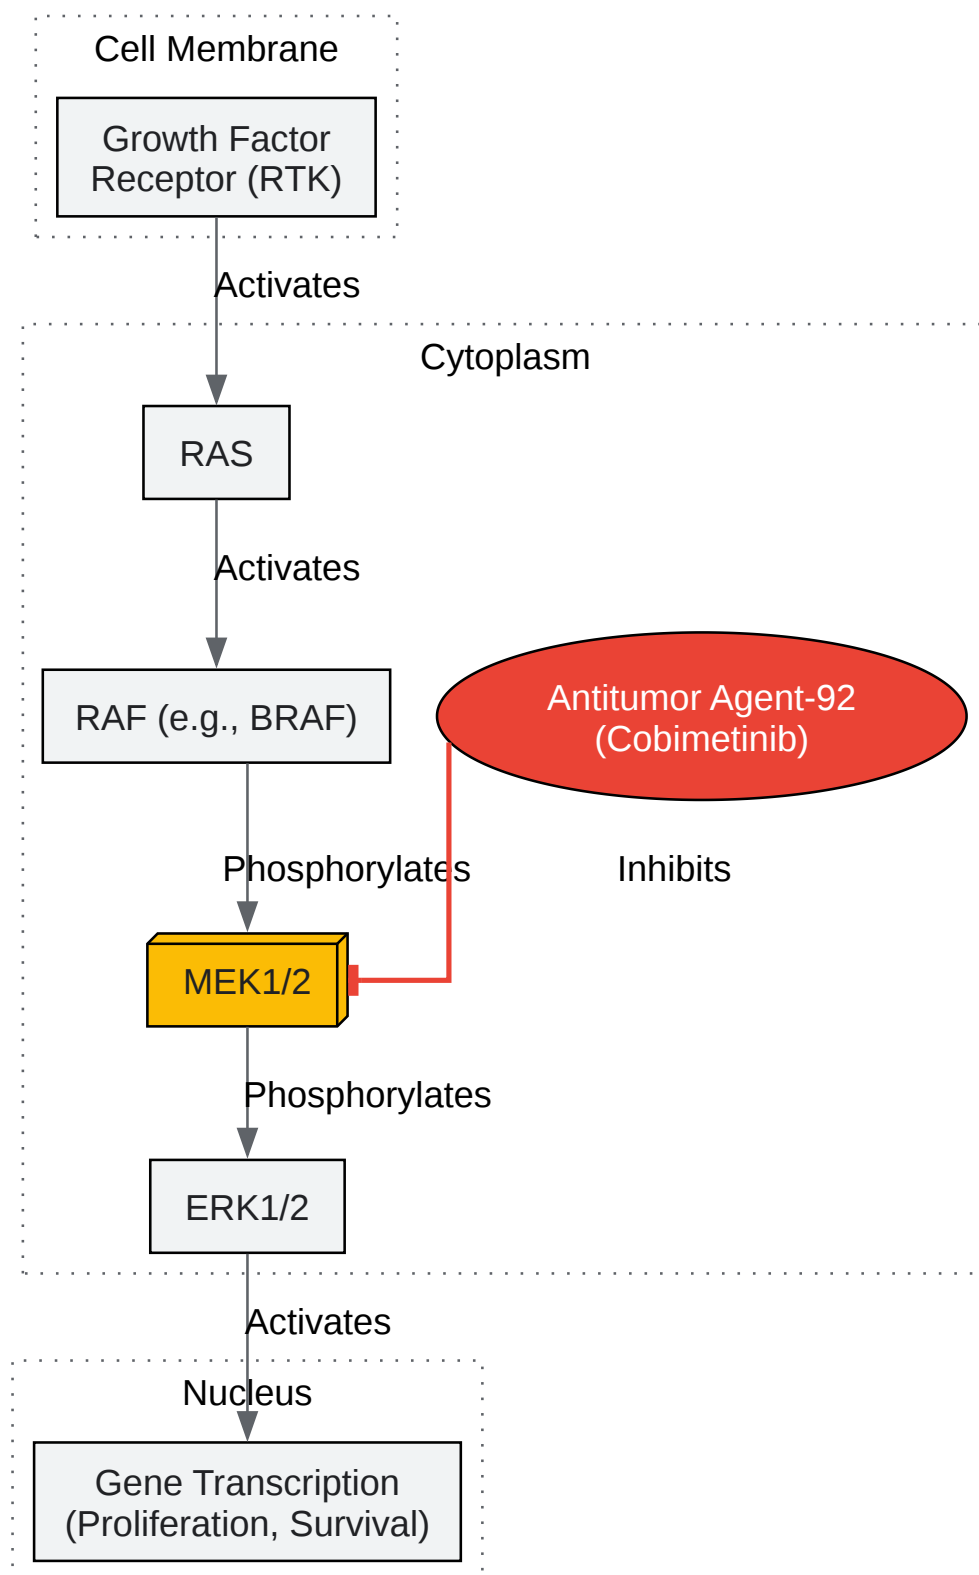 Cell Membrane
Growth Factor
Receptor (RTK)
Activates
Cytoplasm
RAS
Activates
RAF (e.g., BRAF)
Antitumor Agent-92
(Cobimetinib)
Phosphorylates
Inhibits
MEK1/2
Phosphorylates
ERK1/2
Activates
Nucleus
Gene Transcription
(Proliferation, Survival)